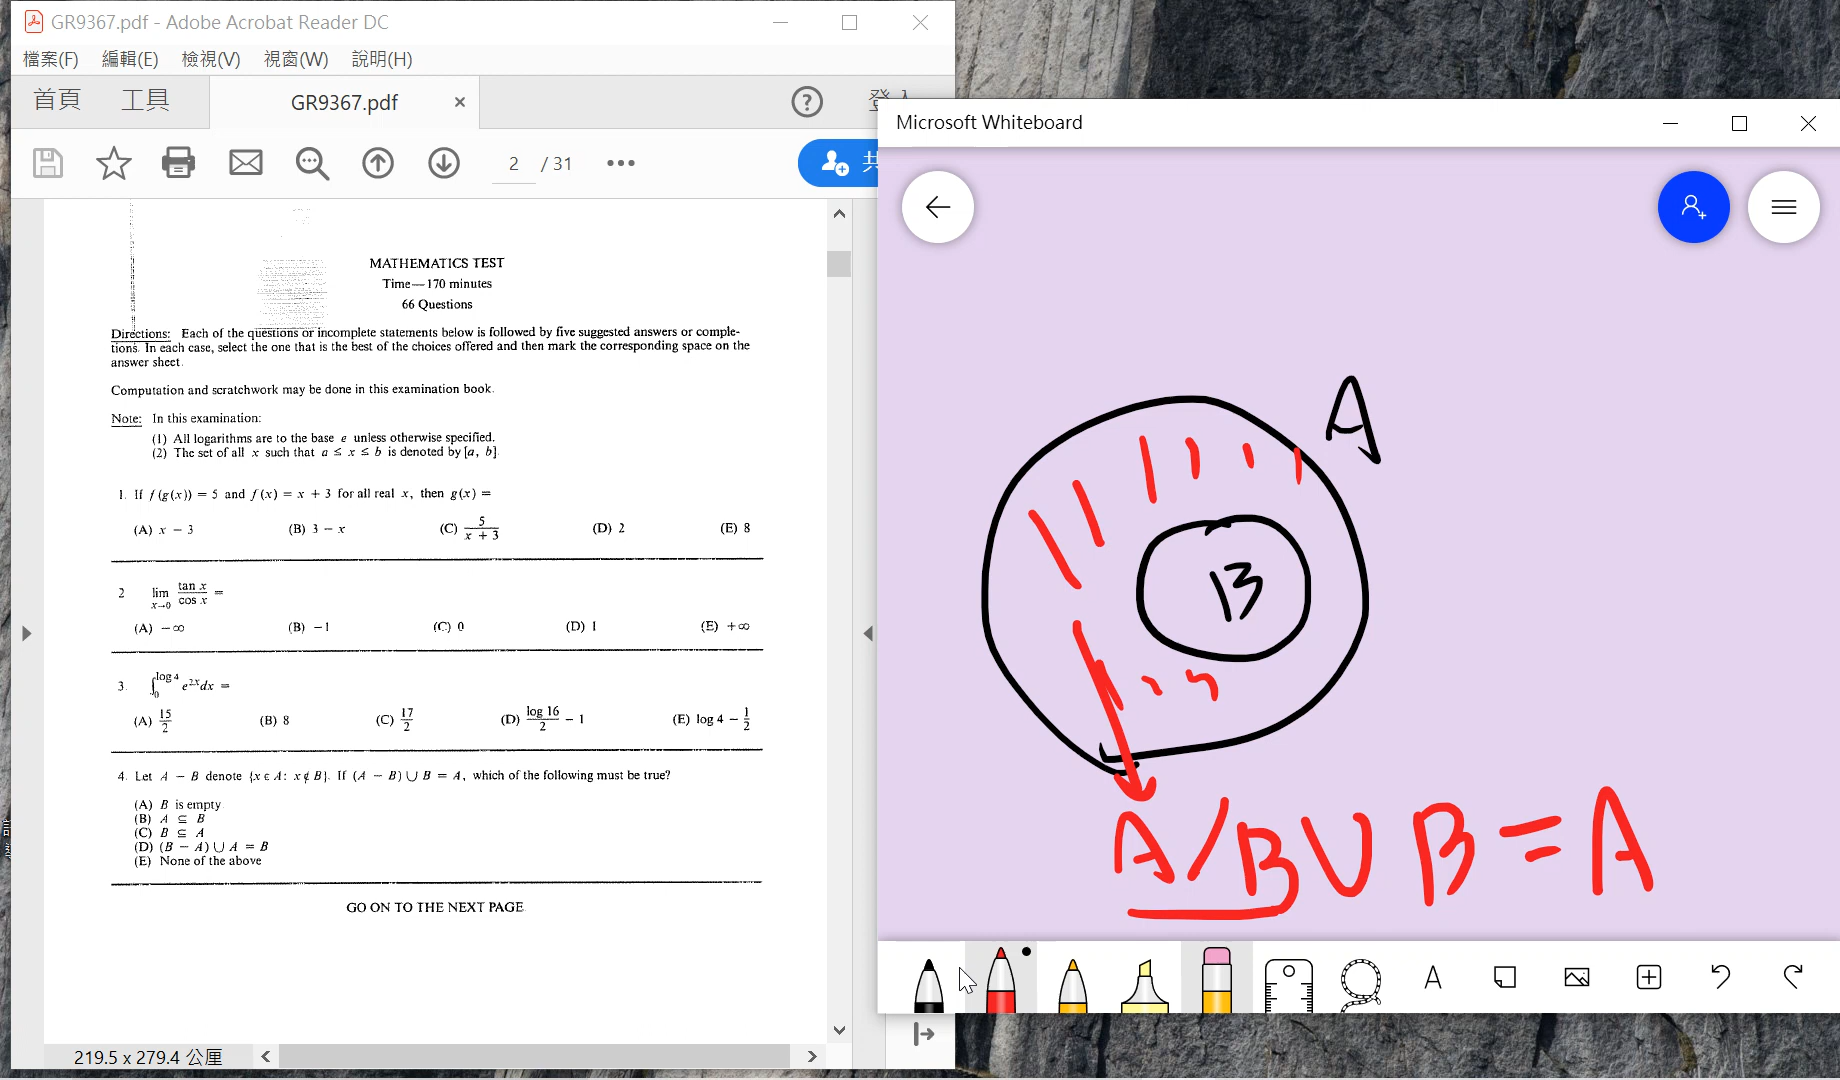 GR9367.pdf - Adobe Acrobat Reader DC
檔案(F) 編輯(E) 檢視(V) 視窗(W) 說明(H)
首頁 工具 GR9367.pdf
2 / 31
MATHEMATICS TEST
Time—170 minutes
66 Questions
Directions: Each of the questions or incomplete statements below is followed by five suggested answers or comple-
tions. In each case, select the one that is the best of the choices offered and then mark the corresponding space on the
answer sheet.
Computation and scratchwork may be done in this examination book.
Note: In this examination:
(1) All logarithms are to the base e unless otherwise specified.
(2) The set of all x such that a ≤ x ≤ b is denoted by [a, b].
1. If f(g(x)) = 5 and f(x) = x + 3 for all real x, then g(x) =
(A) x − 3 (B) 3 − x (C) 5/(x + 3) (D) 2 (E) 8
2 lim x→0 tan x / cos x =
(A) −∞ (B) −1 (C) 0 (D) 1 (E) +∞
3. ∫₀^{log 4} e^{2x} dx =
(A) 15/2 (B) 8 (C) 17/2 (D) log 16 / 2 − 1 (E) log 4 − 1/2
4. Let A − B denote {x ∈ A: x ∉ B}. If (A − B) ∪ B = A, which of the following must be true?
(A) B is empty.
(B) A ⊆ B
(C) B ⊆ A
(D) (B − A) ∪ A = B
(E) None of the above
GO ON TO THE NEXT PAGE
219.5 x 279.4 公厘
Microsoft Whiteboard
A
B
A/B∪B=A